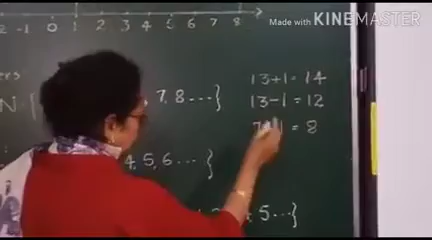 Made with KINEMASTER
-2 -1 0 1 2 3 4 5 6 7 8
13+1=14
ers
13-1=12
N { 7, 8 ... }
= 8
4, 5, 6 ... }
5 ... }